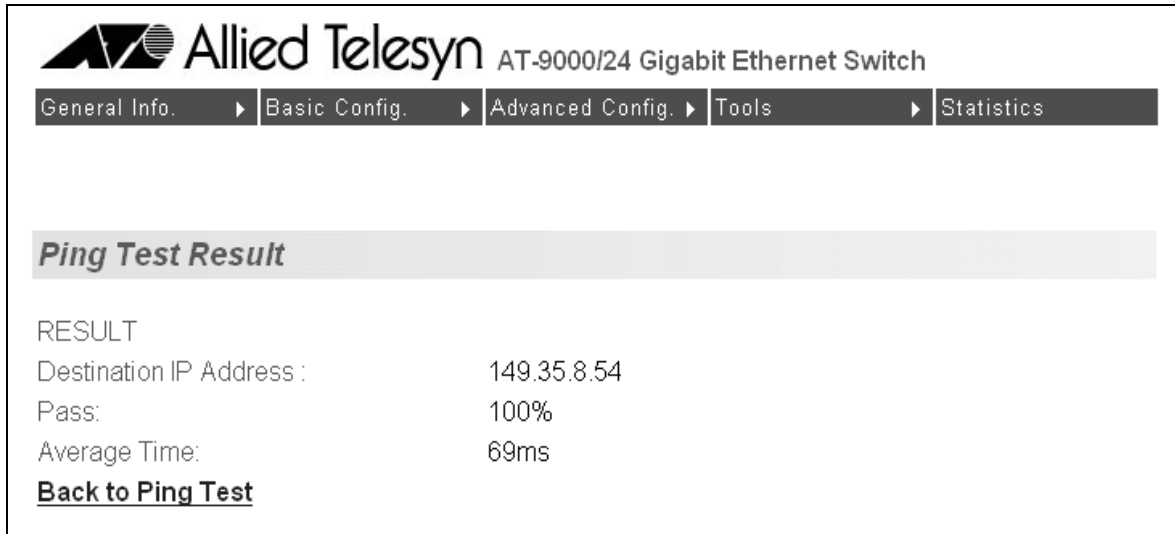 Allied Telesyn AT-9000/24 Gigabit Ethernet Switch
General Info. Basic Config. Advanced Config. Tools Statistics
Ping Test Result
RESULT
Destination IP Address : 149.35.8.54
Pass: 100%
Average Time: 69ms
Back to Ping Test